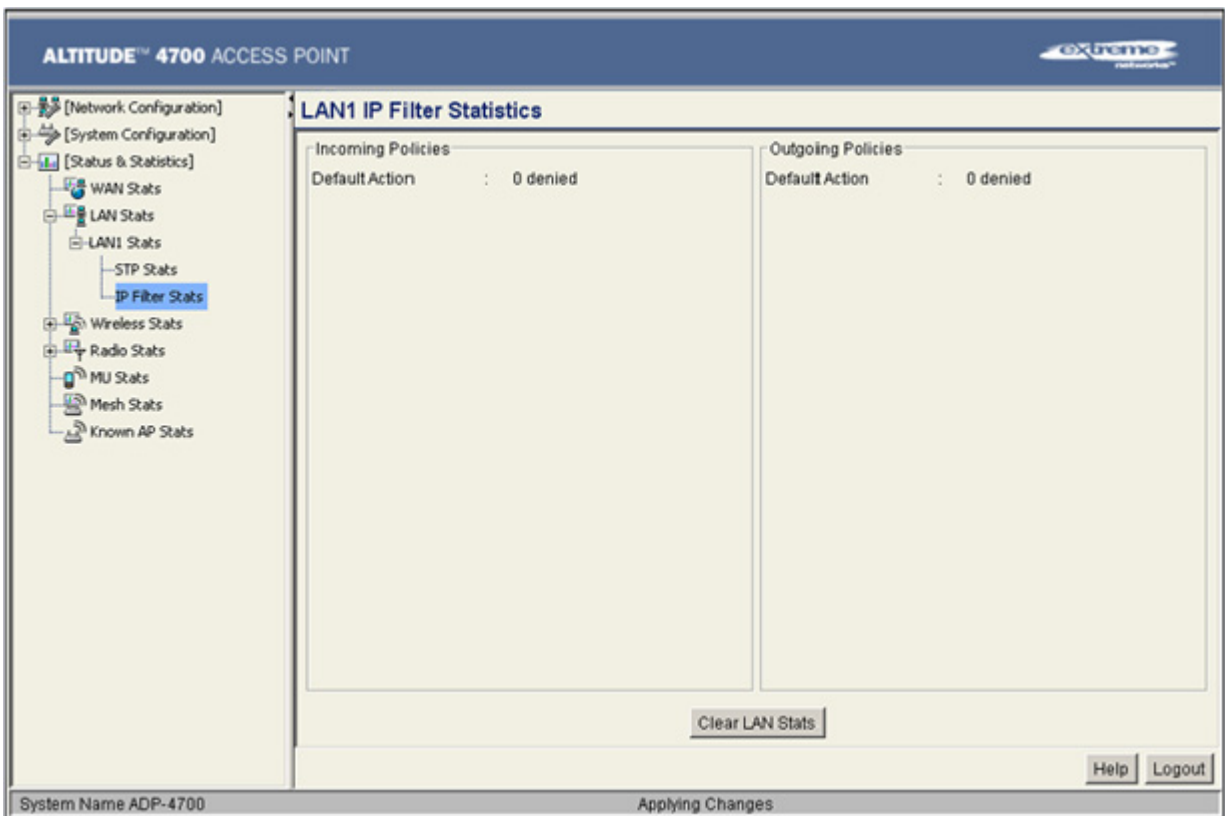 ALTITUDE™ 4700 ACCESS POINT
extreme
networks™
[Network Configuration]
[System Configuration]
[Status & Statistics]
WAN Stats
LAN Stats
LAN1 Stats
STP Stats
IP Filter Stats
Wireless Stats
Radio Stats
MU Stats
Mesh Stats
Known AP Stats
LAN1 IP Filter Statistics
Incoming Policies
Default Action : 0 denied
Outgoing Policies
Default Action : 0 denied
Clear LAN Stats
Help Logout
System Name ADP-4700 Applying Changes